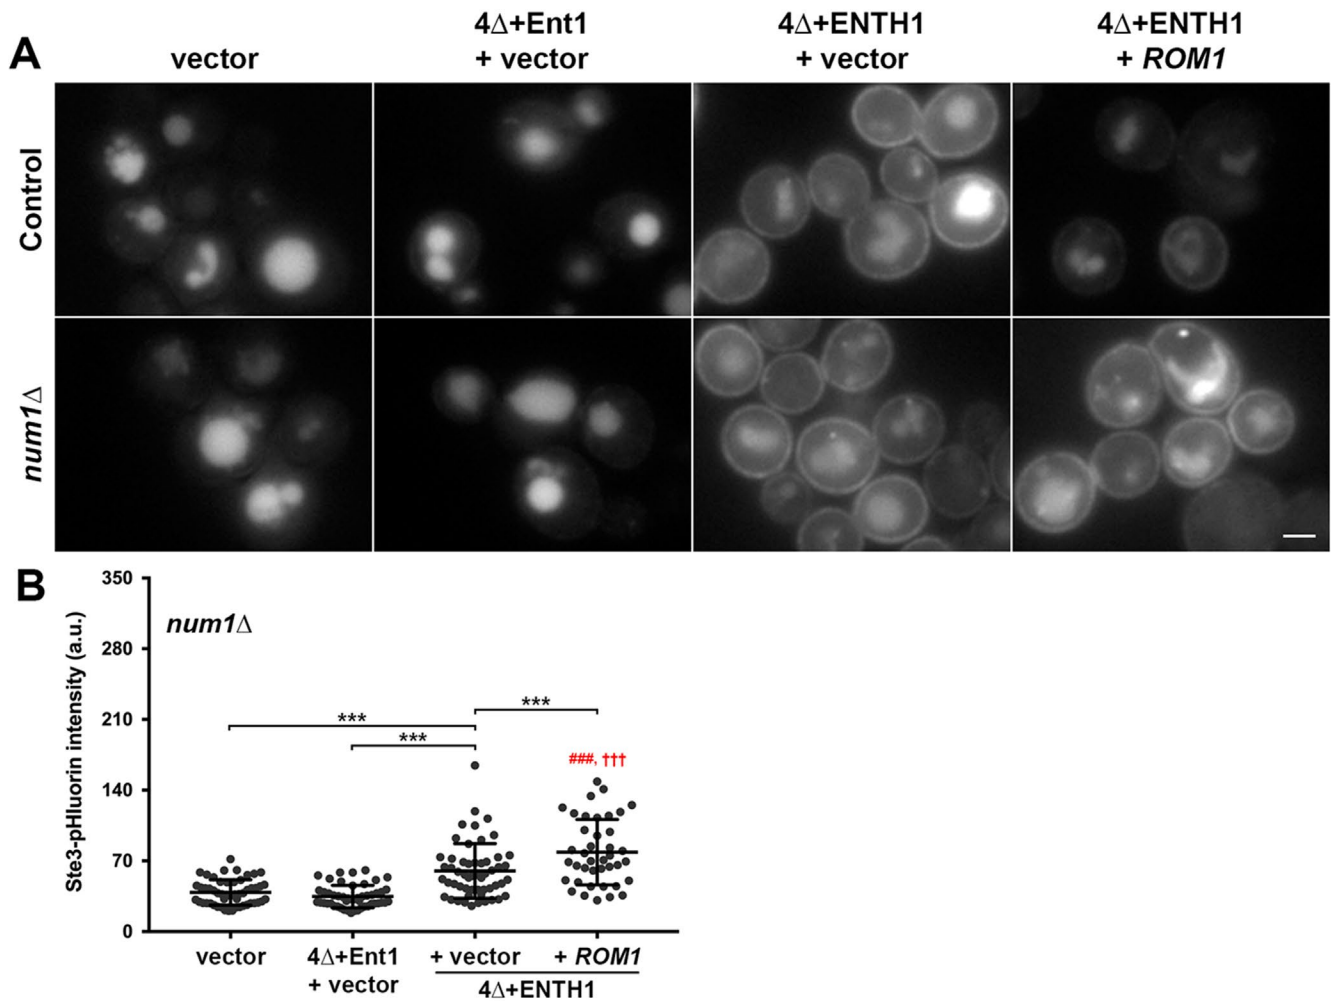 A
vector
4Δ+Ent1
+ vector
4Δ+ENTH1
+ vector
4Δ+ENTH1
+ ROM1
Control
num1Δ
B
num1Δ
Ste3-pHluorin intensity (a.u.)
350
280
210
140
70
0
***
***
***
###, †††
vector
4Δ+Ent1
+ vector
+ vector
+ ROM1
4Δ+ENTH1